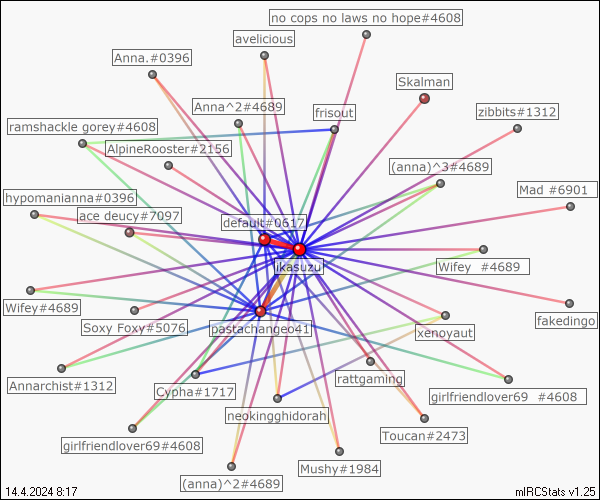 no cops no laws no hope#4608
avelicious
Anna.#0396
Skalman
Anna^2#4689
frisout
zibbits#1312
ramshackle gorey#4608
AlpineRooster#2156
(anna)^3#4689
hypomanianna#0396
Mad #6901
ace deucy#7097
default#0617
ikasuzu
Wifey #4689
Wifey#4689
Soxy Foxy#5076
pastachangeo41
xenoyaut
fakedingo
Annarchist#1312
Cypha#1717
rattgaming
girlfriendlover69 #4608
neokingghidorah
girlfriendlover69#4608
Toucan#2473
(anna)^2#4689
Mushy#1984
14.4.2024 8:17
mIRCStats v1.25